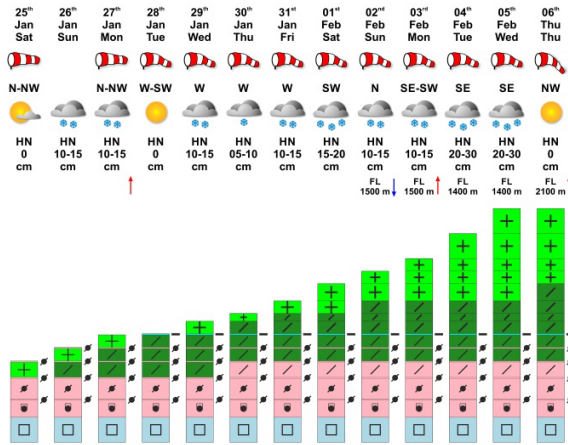 25th 26th 27th 28th 29th 30th 31st 01st 02nd 03rd 04th 05th 06th
Jan Jan Jan Jan Jan Jan Jan Feb Feb Feb Feb Feb Thu
Sat Sun Mon Tue Wed Thu Fri Sat Sun Mon Tue Wed Thu
N-NW N-NW W-SW W W W SW N SE-SW SE SE NW
HN HN HN HN HN HN HN HN HN HN HN HN HN
0 10-15 10-15 0 10-15 05-10 10-15 15-20 10-15 10-15 20-30 20-30 0
cm cm cm cm cm cm cm cm cm cm cm cm cm
FL FL FL FL FL
1500 m 1500 m 1400 m 1400 m 2100 m